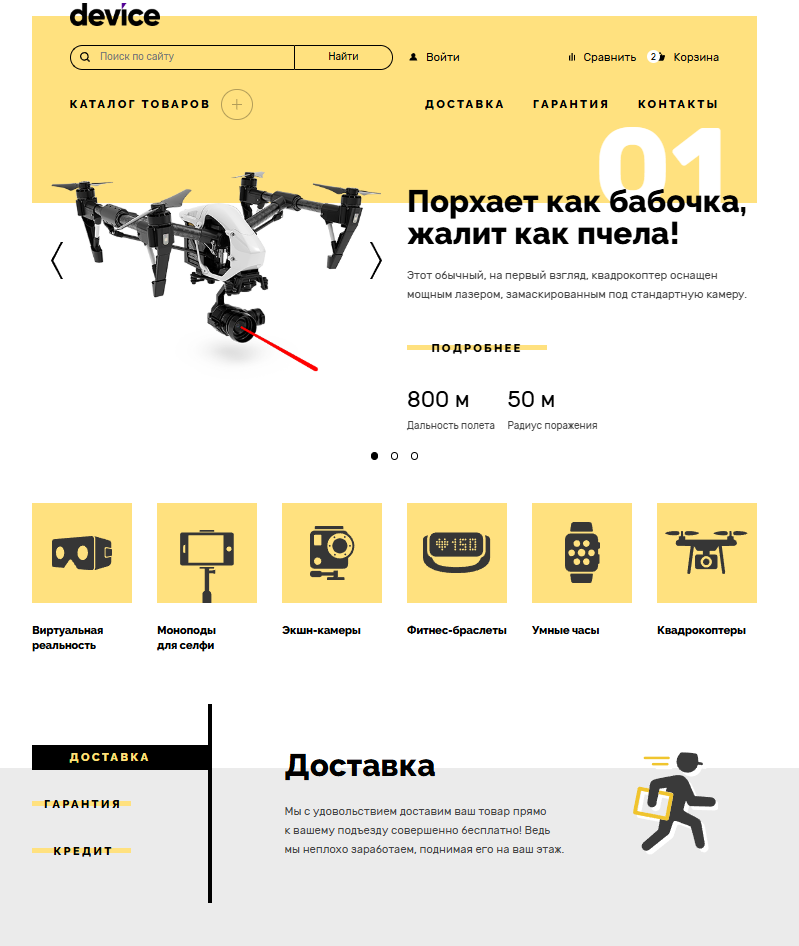 device
Поиск по сайту
Найти
Войти
Сравнить
2
Корзина
КАТАЛОГ ТОВАРОВ
ДОСТАВКА
ГАРАНТИЯ
КОНТАКТЫ
01
Порхает как бабочка,
жалит как пчела!
Этот обычный, на первый взгляд, квадрокоптер оснащен
мощным лазером, замаскированным под стандартную камеру.
ПОДРОБНЕЕ
800 м
50 м
Дальность полета
Радиус поражения
150
Виртуальная
реальность
Моноподы
для селфи
Экшн-камеры
Фитнес-браслеты
Умные часы
Квадрокоптеры
ДОСТАВКА
ГАРАНТИЯ
КРЕДИТ
Доставка
Мы с удовольствием доставим ваш товар прямо
к вашему подъезду совершенно бесплатно! Ведь
мы неплохо заработаем, поднимая его на ваш этаж.